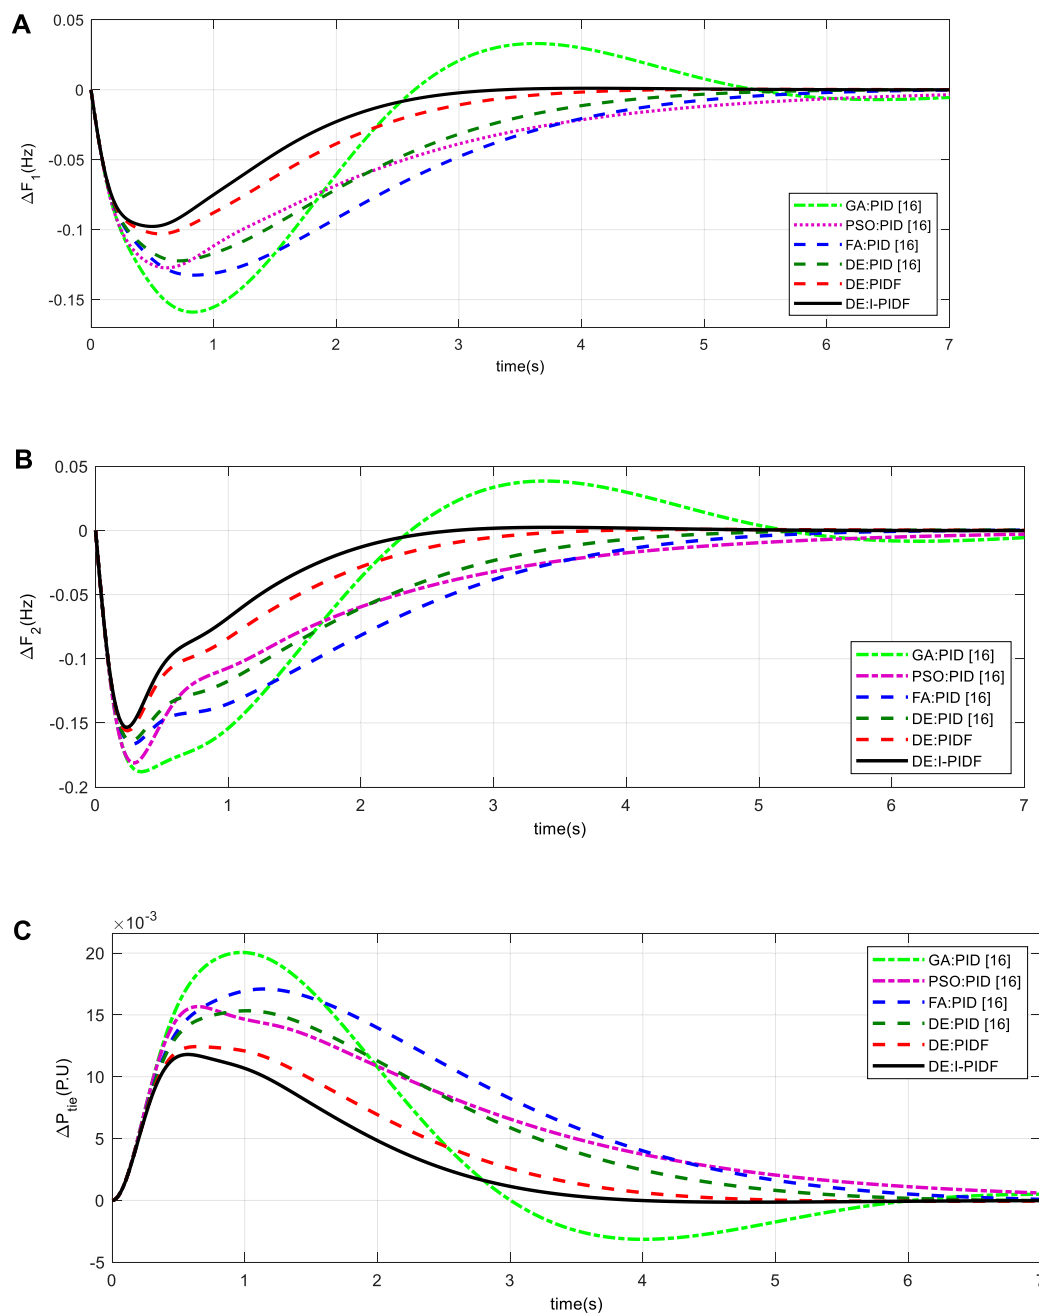 A
0.05
0
-0.05
-0.1
-0.15
ΔF1(Hz)
GA:PID [16]
PSO:PID [16]
FA:PID [16]
DE:PID [16]
DE:PIDF
DE:I-PIDF
0 1 2 3 4 5 6 7
time(s)
B
0.05
0
-0.05
-0.1
-0.15
-0.2
ΔF2(Hz)
GA:PID [16]
PSO:PID [16]
FA:PID [16]
DE:PID [16]
DE:PIDF
DE:I-PIDF
0 1 2 3 4 5 6 7
time(s)
C
×10-3
20
15
10
5
0
-5
ΔPtie(P.U)
GA:PID [16]
PSO:PID [16]
FA:PID [16]
DE:PID [16]
DE:PIDF
DE:I-PIDF
0 1 2 3 4 5 6 7
time(s)